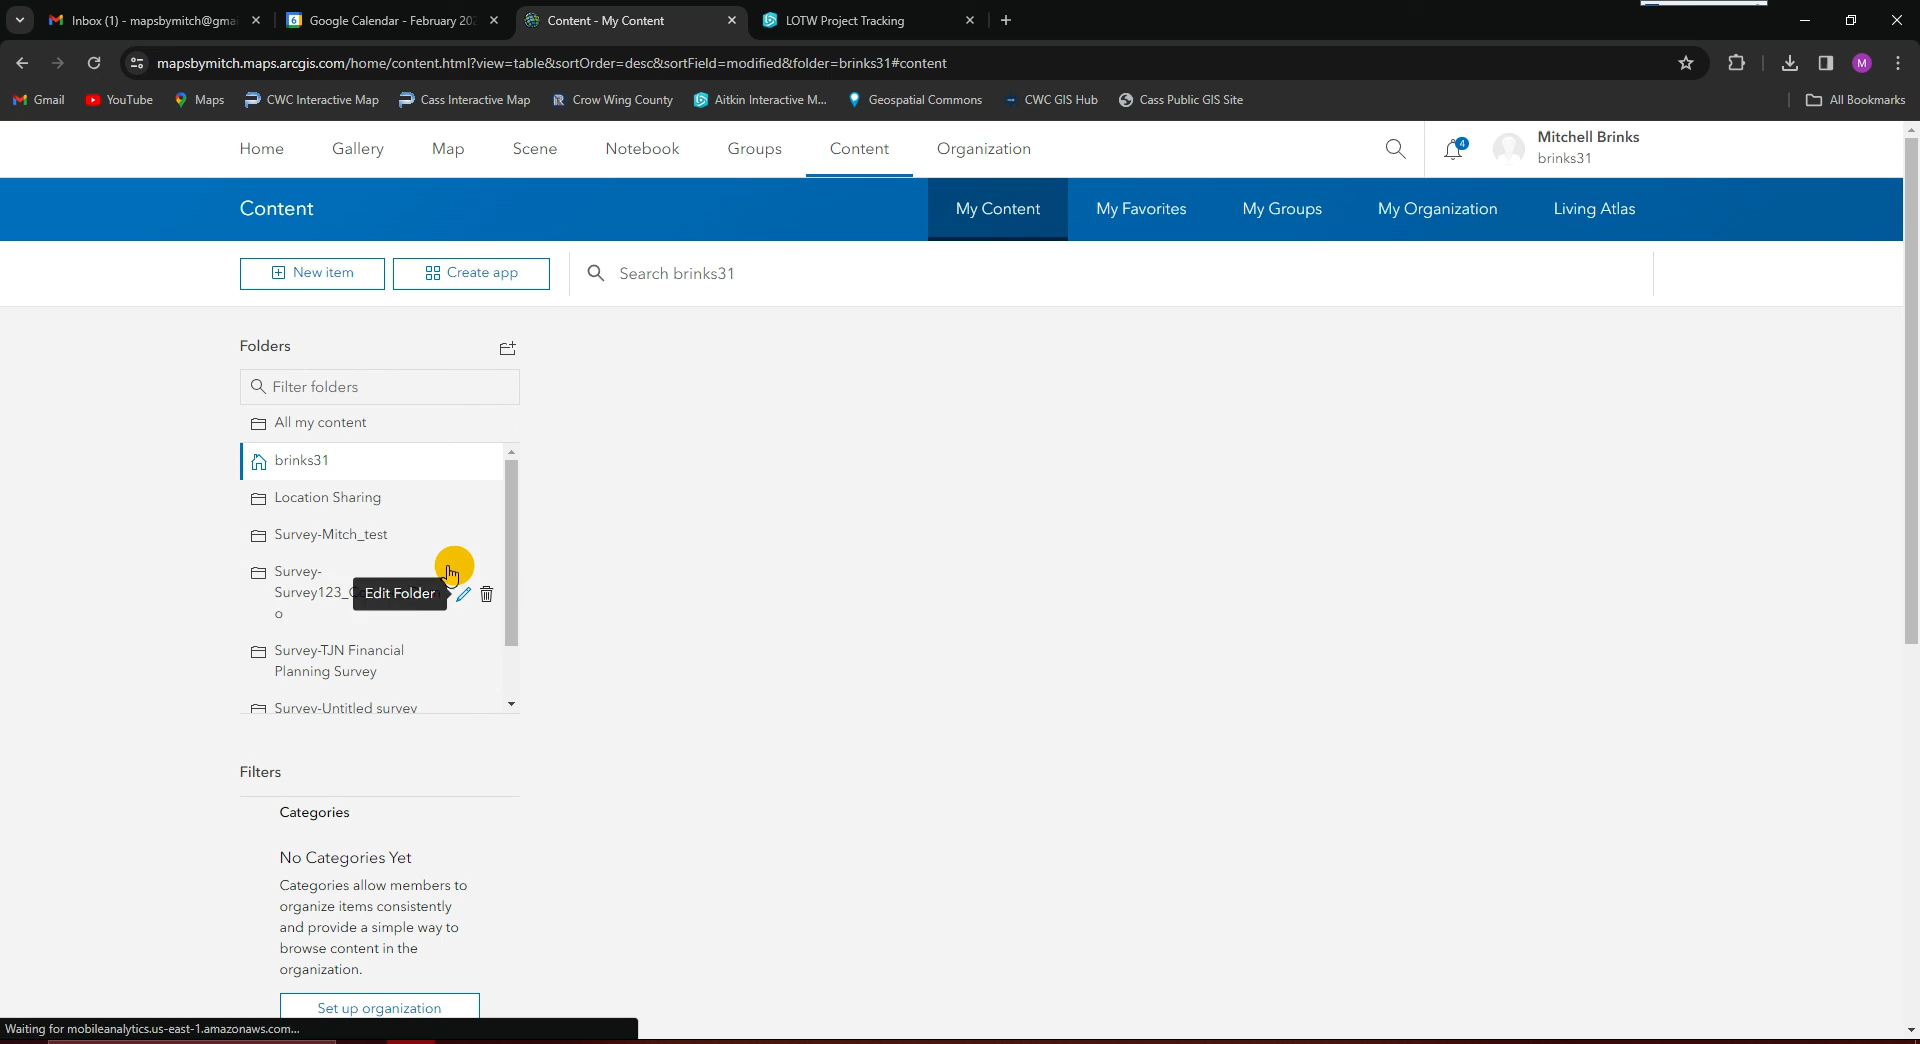 Inbox (1) - mapsbymitch@gma
Google Calendar - February 202
Content - My Content
LOTW Project Tracking
mapsbymitch.maps.arcgis.com/home/content.html?view=table&sortOrder=desc&sortField=modified&folder=brinks31#content
M
Gmail
YouTube
Maps
CWC Interactive Map
Cass Interactive Map
Crow Wing County
Aitkin Interactive M...
Geospatial Commons
CWC GIS Hub
Cass Public GIS Site
All Bookmarks
Home
Gallery
Map
Scene
Notebook
Groups
Content
Organization
4
Mitchell Brinks
brinks31
Content
My Content
My Favorites
My Groups
My Organization
Living Atlas
New item
Create app
Search brinks31
Folders
Filter folders
All my content
brinks31
Location Sharing
Survey-Mitch_test
Survey-
Survey123_
o
Edit Folder
Survey-TJN Financial
Planning Survey
Survey-Untitled survey
Filters
Categories
No Categories Yet
Categories allow members to
organize items consistently
and provide a simple way to
browse content in the
organization.
Set up organization
Waiting for mobileanalytics.us-east-1.amazonaws.com...